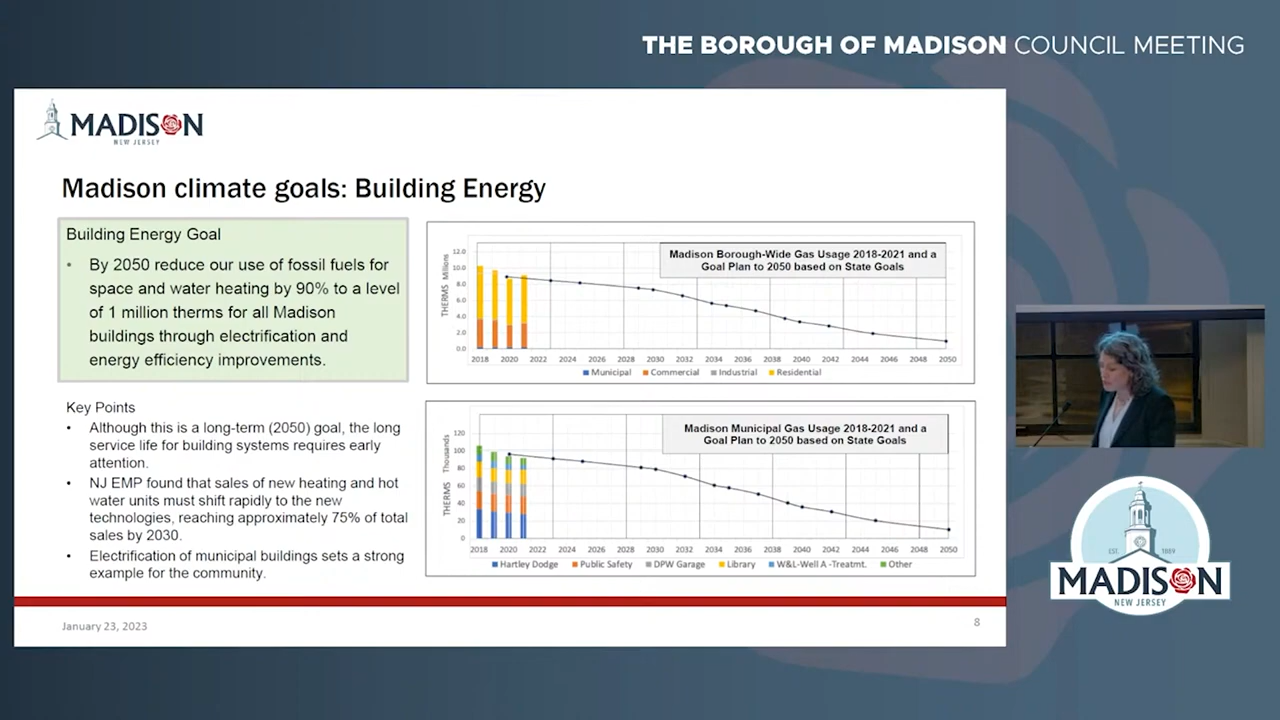 THE BOROUGH OF MADISON COUNCIL MEETING
MADISON
NEW JERSEY
Madison climate goals: Building Energy
Building Energy Goal
• By 2050 reduce our use of fossil fuels for
space and water heating by 90% to a level
of 1 million therms for all Madison
buildings through electrification and
energy efficiency improvements.
Key Points
• Although this is a long-term (2050) goal, the long
service life for building systems requires early
attention.
• NJ EMP found that sales of new heating and hot
water units must shift rapidly to the new
technologies, reaching approximately 75% of total
sales by 2030.
• Electrification of municipal buildings sets a strong
example for the community.
Madison Borough-Wide Gas Usage 2018-2021 and a
Goal Plan to 2050 based on State Goals
THERMS Millions
12.0
10.0
8.0
6.0
4.0
2.0
0.0
2018 2020 2022 2024 2026 2028 2030 2032 2034 2036 2038 2040 2042 2044 2046 2048 2050
Municipal Commercial Industrial Residential
Madison Municipal Gas Usage 2018-2021 and a
Goal Plan to 2050 based on State Goals
THERMS Thousands
120
100
80
60
40
20
0
2018 2020 2022 2024 2026 2028 2030 2032 2034 2036 2038 2040 2042 2044 2046 2048 2050
Hartley Dodge Public Safety DPW Garage Library W&L-Well A -Treatmt. Other
January 23, 2023
8
EST. 1889
MADISON
NEW JERSEY